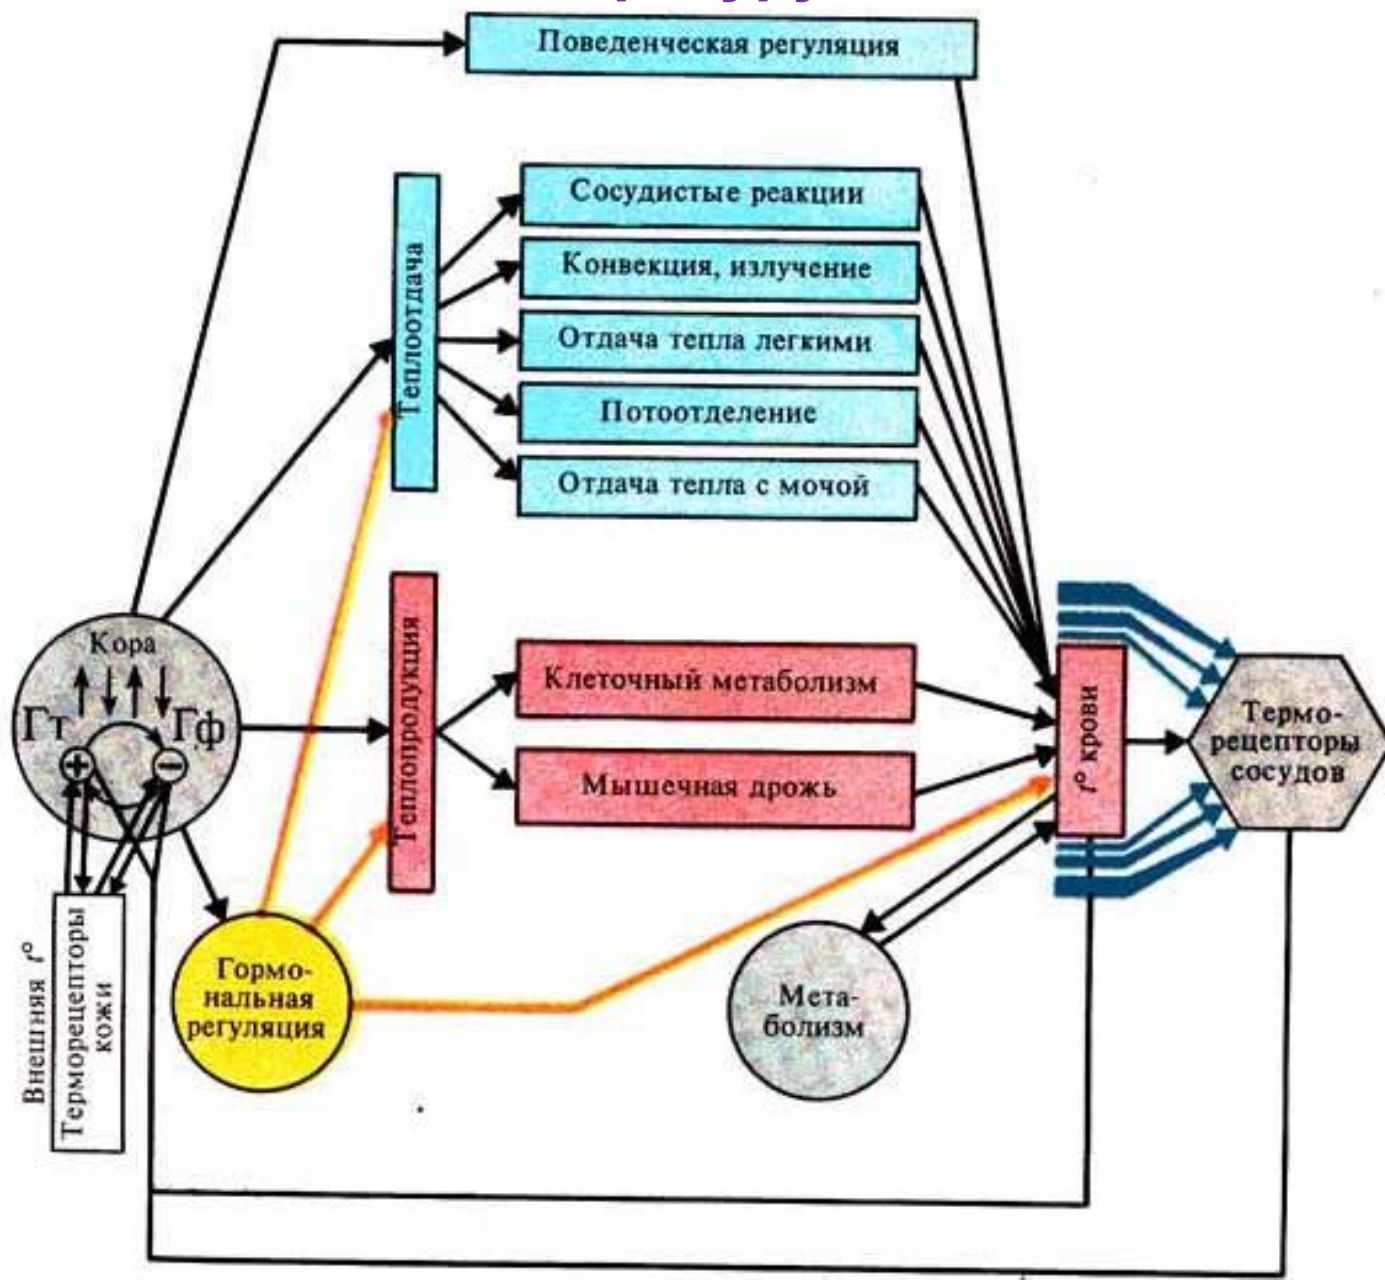 Поведенческая регуляция
Сосудистые реакции
Конвекция, излучение
Отдача тепла легкими
Потоотделение
Отдача тепла с мочой
Теплоотдача
Теплопродукция
Клеточный метаболизм
Мышечная дрожь
Кора
Гт Гф
+ −
t° крови
Термо-
рецепторы
сосудов
Гормо-
нальная
регуляция
Мета-
болизм
Внешняя t°
Терморецепторы
кожи